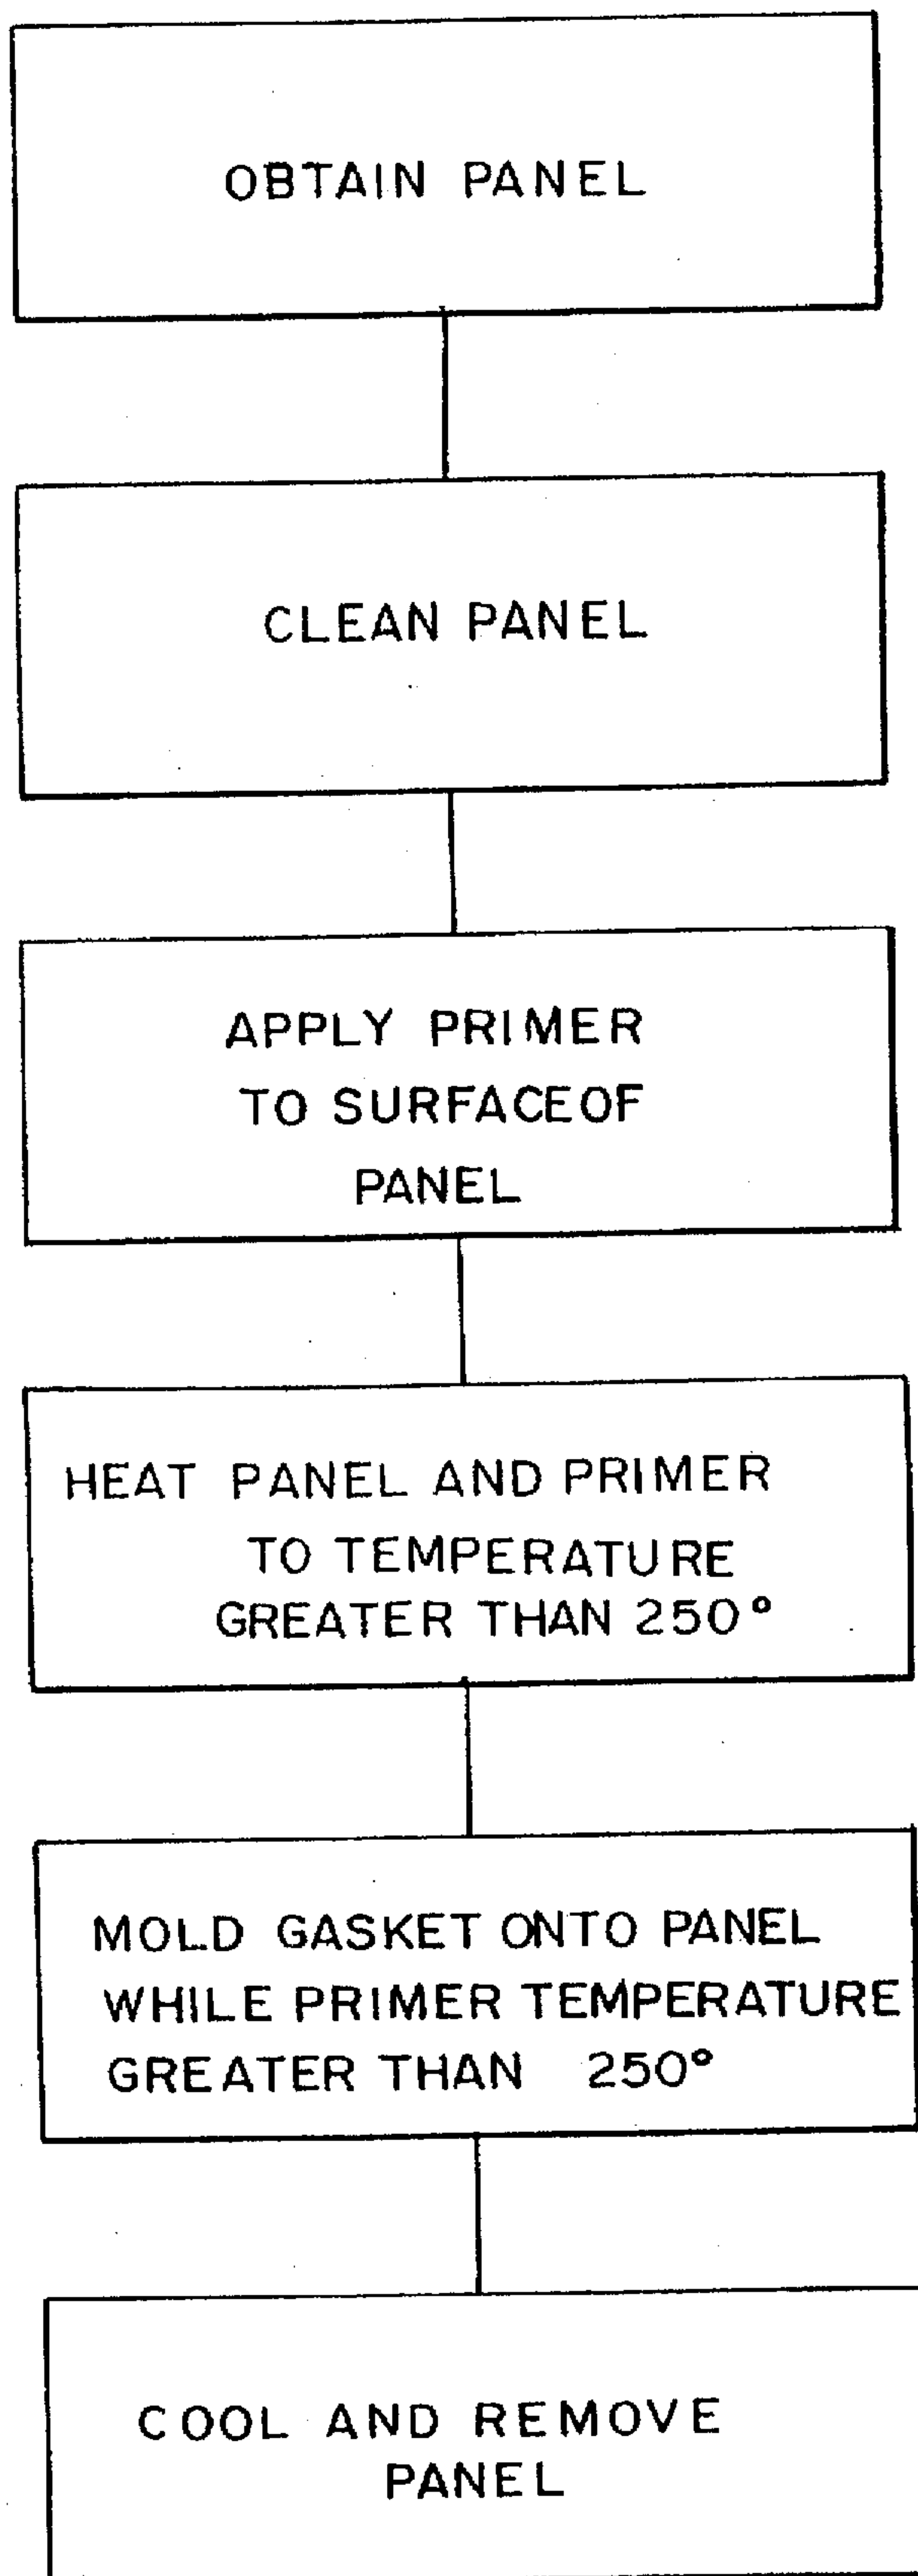 OBTAIN PANEL
CLEAN PANEL
APPLY PRIMER
TO SURFACEOF
PANEL
HEAT PANEL AND PRIMER
TO TEMPERATURE
GREATER THAN 250°
MOLD GASKET ONTO PANEL
WHILE PRIMER TEMPERATURE
GREATER THAN 250°
COOL AND REMOVE
PANEL